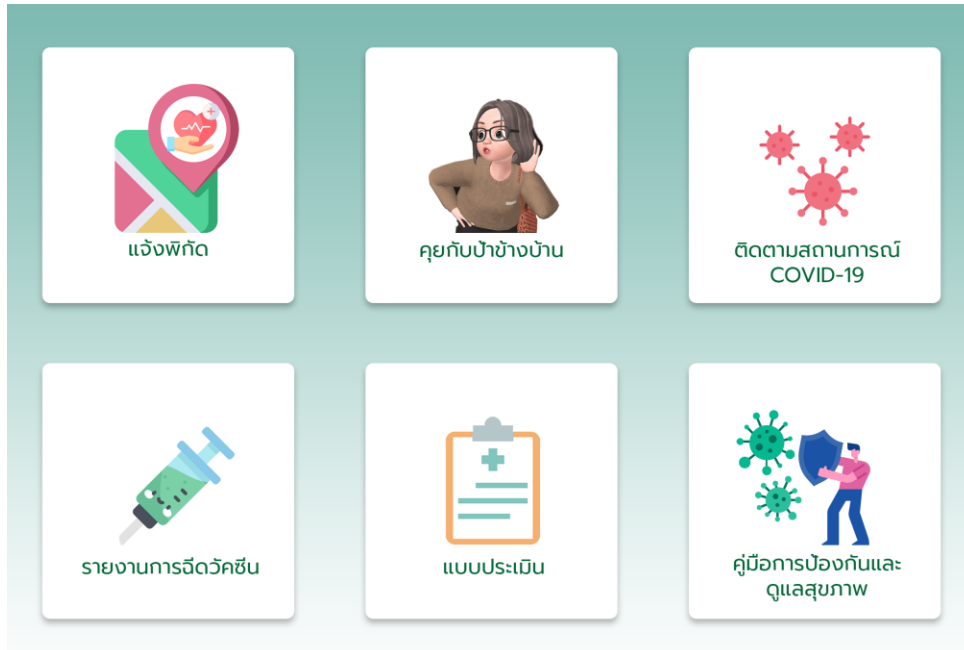 แจ้งพิกัด
คุยกับป้าข้างบ้าน
ติดตามสถานการณ์
COVID-19
รายงานการฉีดวัคซีน
แบบประเมิน
คู่มือการป้องกันและ
ดูแลสุขภาพ